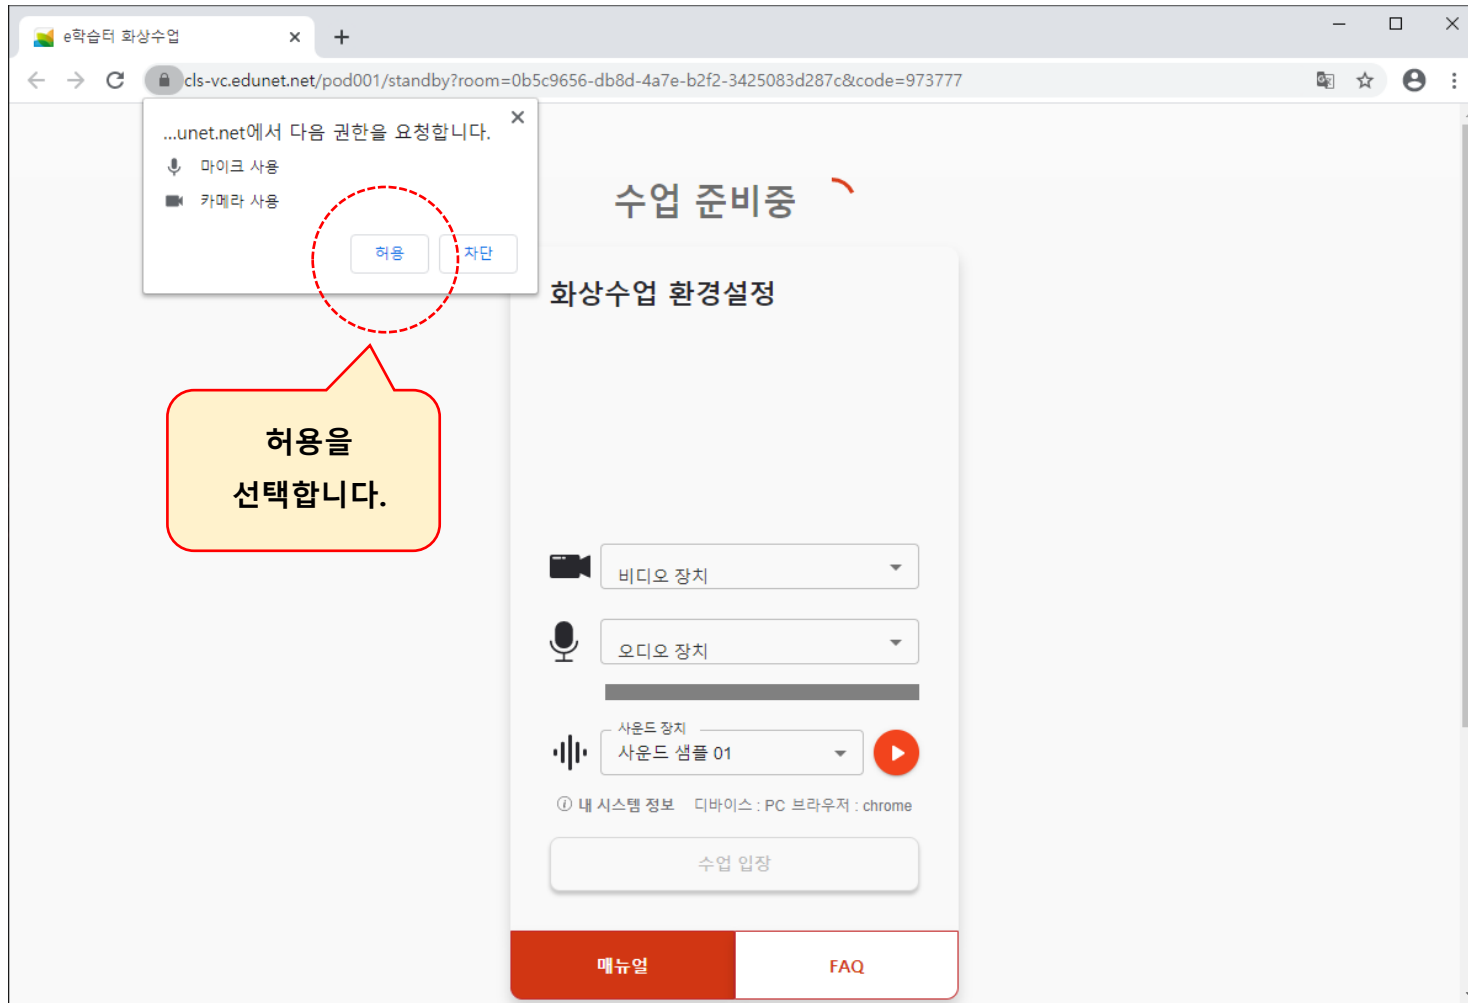 e학습터 화상수업
cls-vc.edunet.net/pod001/standby?room=0b5c9656-db8d-4a7e-b2f2-3425083d287c&code=973777
...unet.net에서 다음 권한을 요청합니다.
마이크 사용
카메라 사용
허용
차단
허용을
선택합니다.
수업 준비중
화상수업 환경설정
비디오 장치
오디오 장치
사운드 장치
사운드 샘플 01
내 시스템 정보 디바이스 : PC 브라우저 : chrome
수업 입장
매뉴얼
FAQ